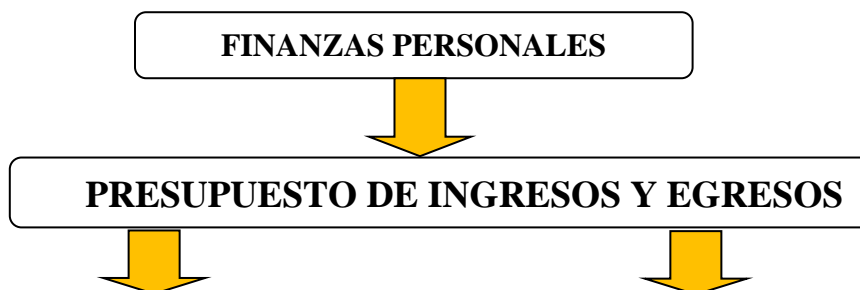 FINANZAS PERSONALES
PRESUPUESTO DE INGRESOS Y EGRESOS